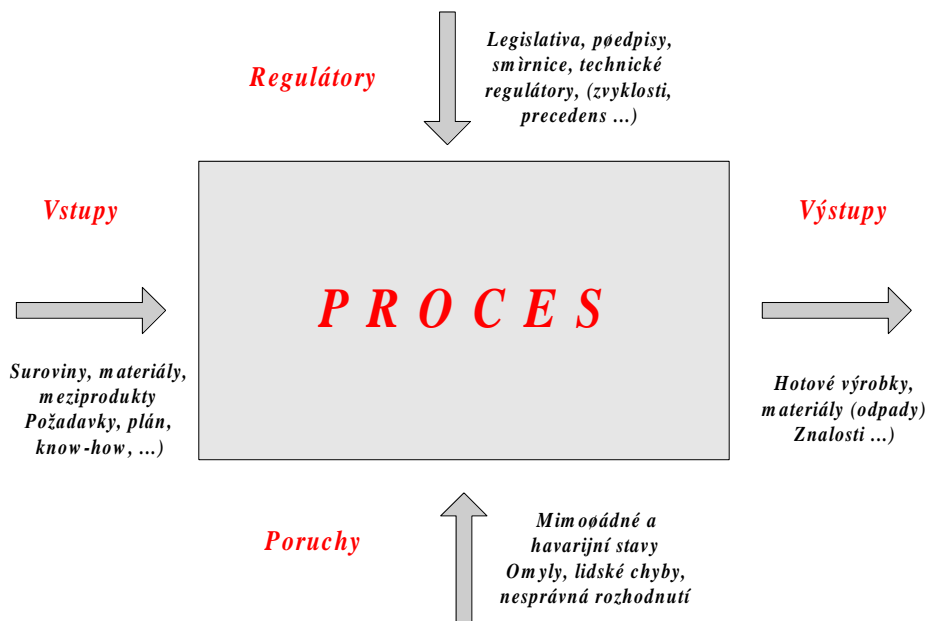 Regulátory
Legislativa, pøedpisy,
smìrnice, technické
regulátory, (zvyklosti,
precedens ...)
Vstupy
Výstupy
PROCES
Suroviny, materiály,
meziprodukty
Požadavky, plán,
know-how, ...)
Hotové výrobky,
materiály (odpady)
Znalosti ...)
Poruchy
Mimoøádné a
havarijní stavy
Omyly, lidské chyby,
nesprávná rozhodnutí